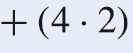 + (4 · 2)